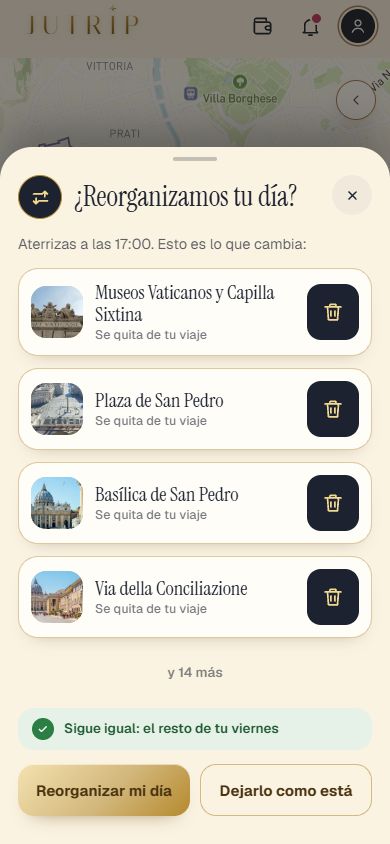 JUTRIP
VITTORIA
Villa Borghese
Via N
PRATI
¿Reorganizamos tu día?
Aterrizas a las 17:00. Esto es lo que cambia:
Museos Vaticanos y Capilla
Sixtina
Se quita de tu viaje
Plaza de San Pedro
Se quita de tu viaje
Basílica de San Pedro
Se quita de tu viaje
Via della Conciliazione
Se quita de tu viaje
y 14 más
Sigue igual: el resto de tu viernes
Reorganizar mi día
Dejarlo como está